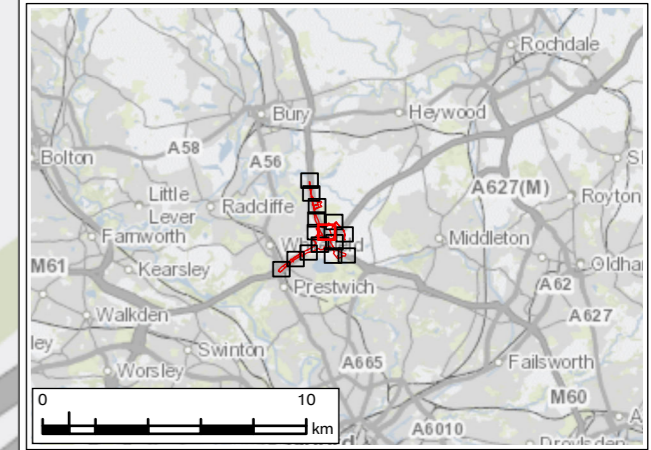 Rochdale
Bury
Heywood
A58
Bolton
A56
A627(M)
Little
Lever
Radcliffe
Royton
Farnworth
Middleton
M61
Kearsley
Prestwich
A62
Walkden
A627
ley
Swinton
A665
Failsworth
Worsley
M60
0
10
km
A6010